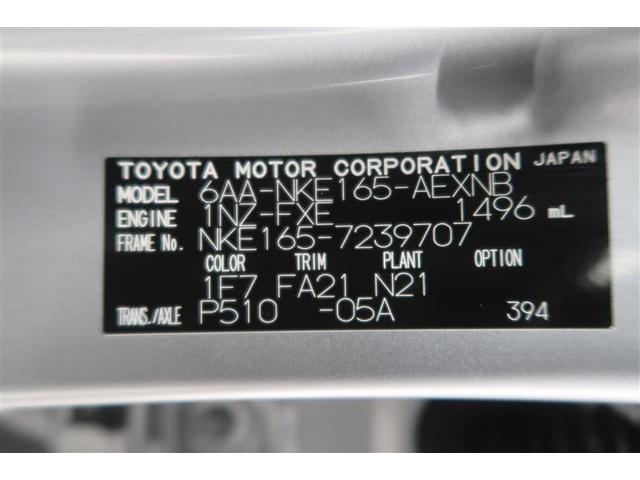 TOYOTA MOTOR CORPORATION JAPAN
MODEL 6AA-NKE165-AEXNB
ENGINE 1NZ-FXE 1496 mL
FRAME No. NKE165-7239707
COLOR TRIM PLANT OPTION
1F7 FA21 N21
TRANS./AXLE P510 -05A 394